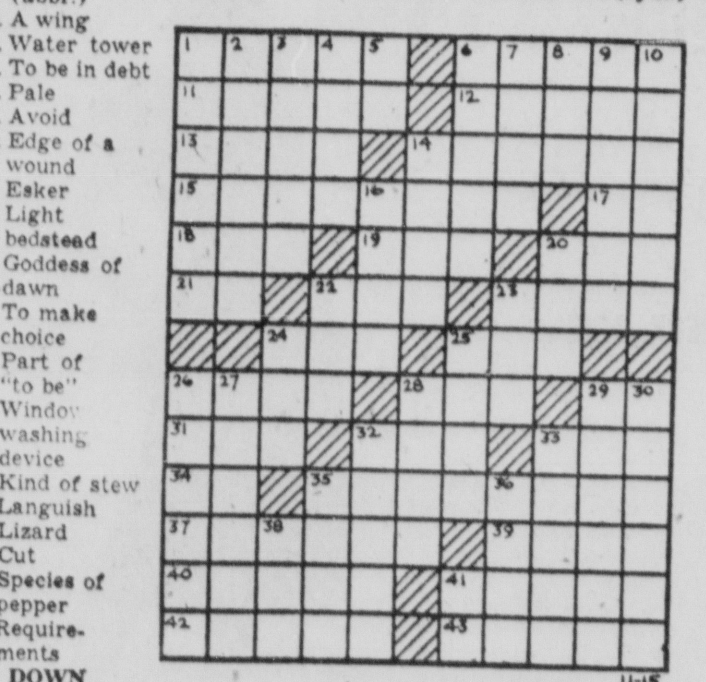 (abbr.)
. A wing
. Water tower
. To be in debt
. Pale
. Avoid
. Edge of a
wound
Esker
Light
bedstead
Goddess of
dawn
To make
choice
Part of
"to be"
Window
washing
device
Kind of stew
Languish
Lizard
Cut
Species of
pepper
Require-
ments
DOWN
1 2 3 4 5 6 7 8 9 10
11 12
13 14
15 16 17
18 19 20
21 22 23
24 25
26 27 28 29 30
31 32 33
34 35 36
37 38 39
40 41
42 43
11-15